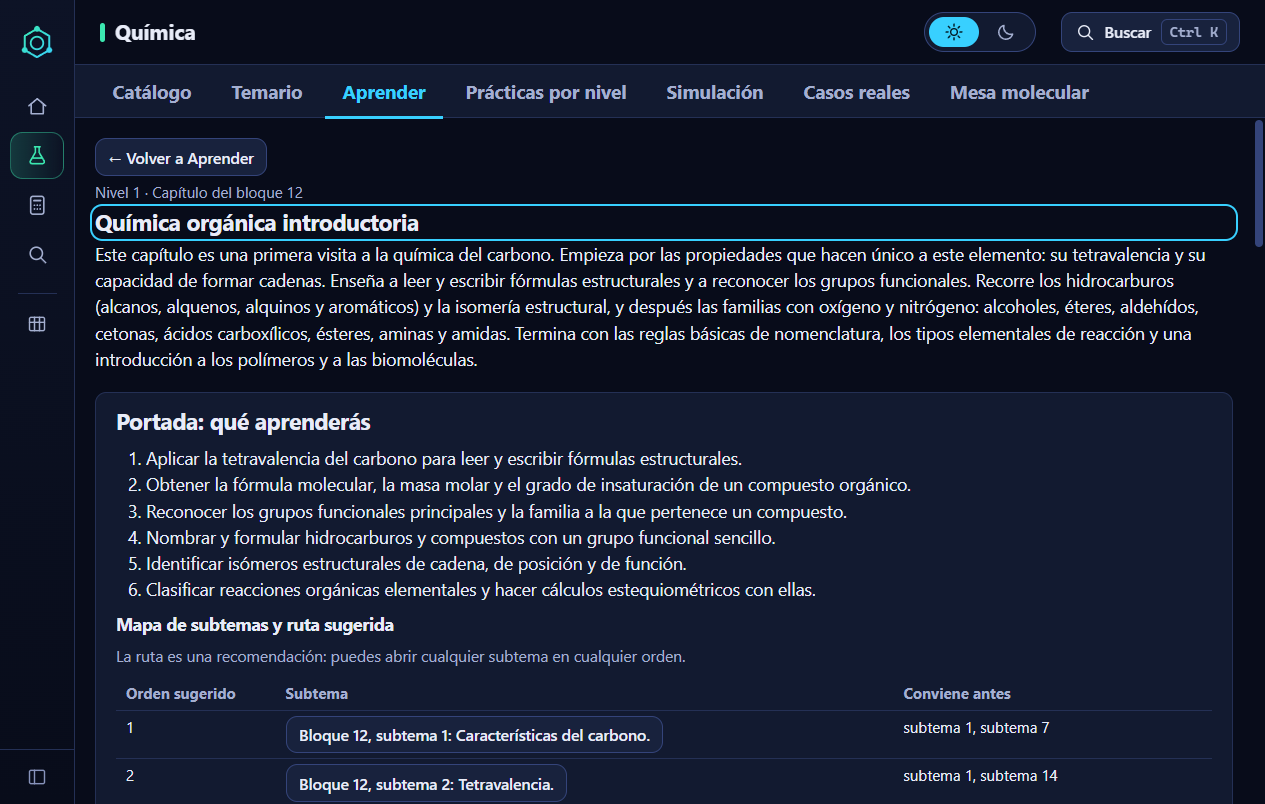 Química
Buscar Ctrl K
Catálogo Temario Aprender Prácticas por nivel Simulación Casos reales Mesa molecular
← Volver a Aprender
Nivel 1 · Capítulo del bloque 12
Química orgánica introductoria
Este capítulo es una primera visita a la química del carbono. Empieza por las propiedades que hacen único a este elemento: su tetravalencia y su
capacidad de formar cadenas. Enseña a leer y escribir fórmulas estructurales y a reconocer los grupos funcionales. Recorre los hidrocarburos
(alcanos, alquenos, alquinos y aromáticos) y la isomería estructural, y después las familias con oxígeno y nitrógeno: alcoholes, éteres, aldehídos,
cetonas, ácidos carboxílicos, ésteres, aminas y amidas. Termina con las reglas básicas de nomenclatura, los tipos elementales de reacción y una
introducción a los polímeros y a las biomoléculas.
Portada: qué aprenderás
1. Aplicar la tetravalencia del carbono para leer y escribir fórmulas estructurales.
2. Obtener la fórmula molecular, la masa molar y el grado de insaturación de un compuesto orgánico.
3. Reconocer los grupos funcionales principales y la familia a la que pertenece un compuesto.
4. Nombrar y formular hidrocarburos y compuestos con un grupo funcional sencillo.
5. Identificar isómeros estructurales de cadena, de posición y de función.
6. Clasificar reacciones orgánicas elementales y hacer cálculos estequiométricos con ellas.
Mapa de subtemas y ruta sugerida
La ruta es una recomendación: puedes abrir cualquier subtema en cualquier orden.
Orden sugerido Subtema Conviene antes
1 Bloque 12, subtema 1: Características del carbono. subtema 1, subtema 7
2 Bloque 12, subtema 2: Tetravalencia. subtema 1, subtema 14